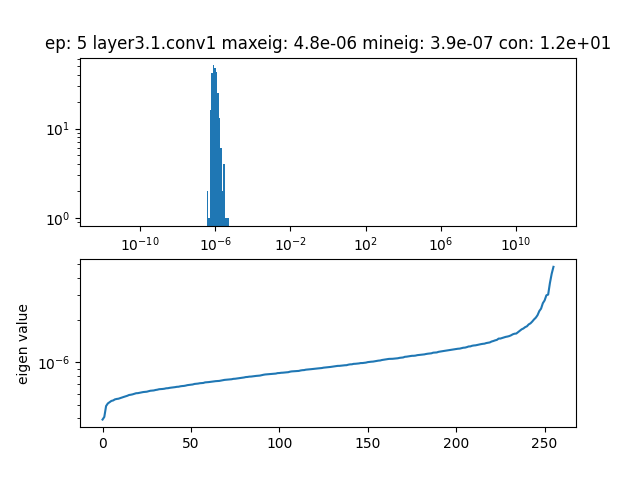 ep: 5 layer3.1.conv1 maxeig: 4.8e-06 mineig: 3.9e-07 con: 1.2e+01
10¹
10⁰
10⁻¹⁰ 10⁻⁶ 10⁻² 10² 10⁶ 10¹⁰
eigen value
10⁻⁶
0 50 100 150 200 250